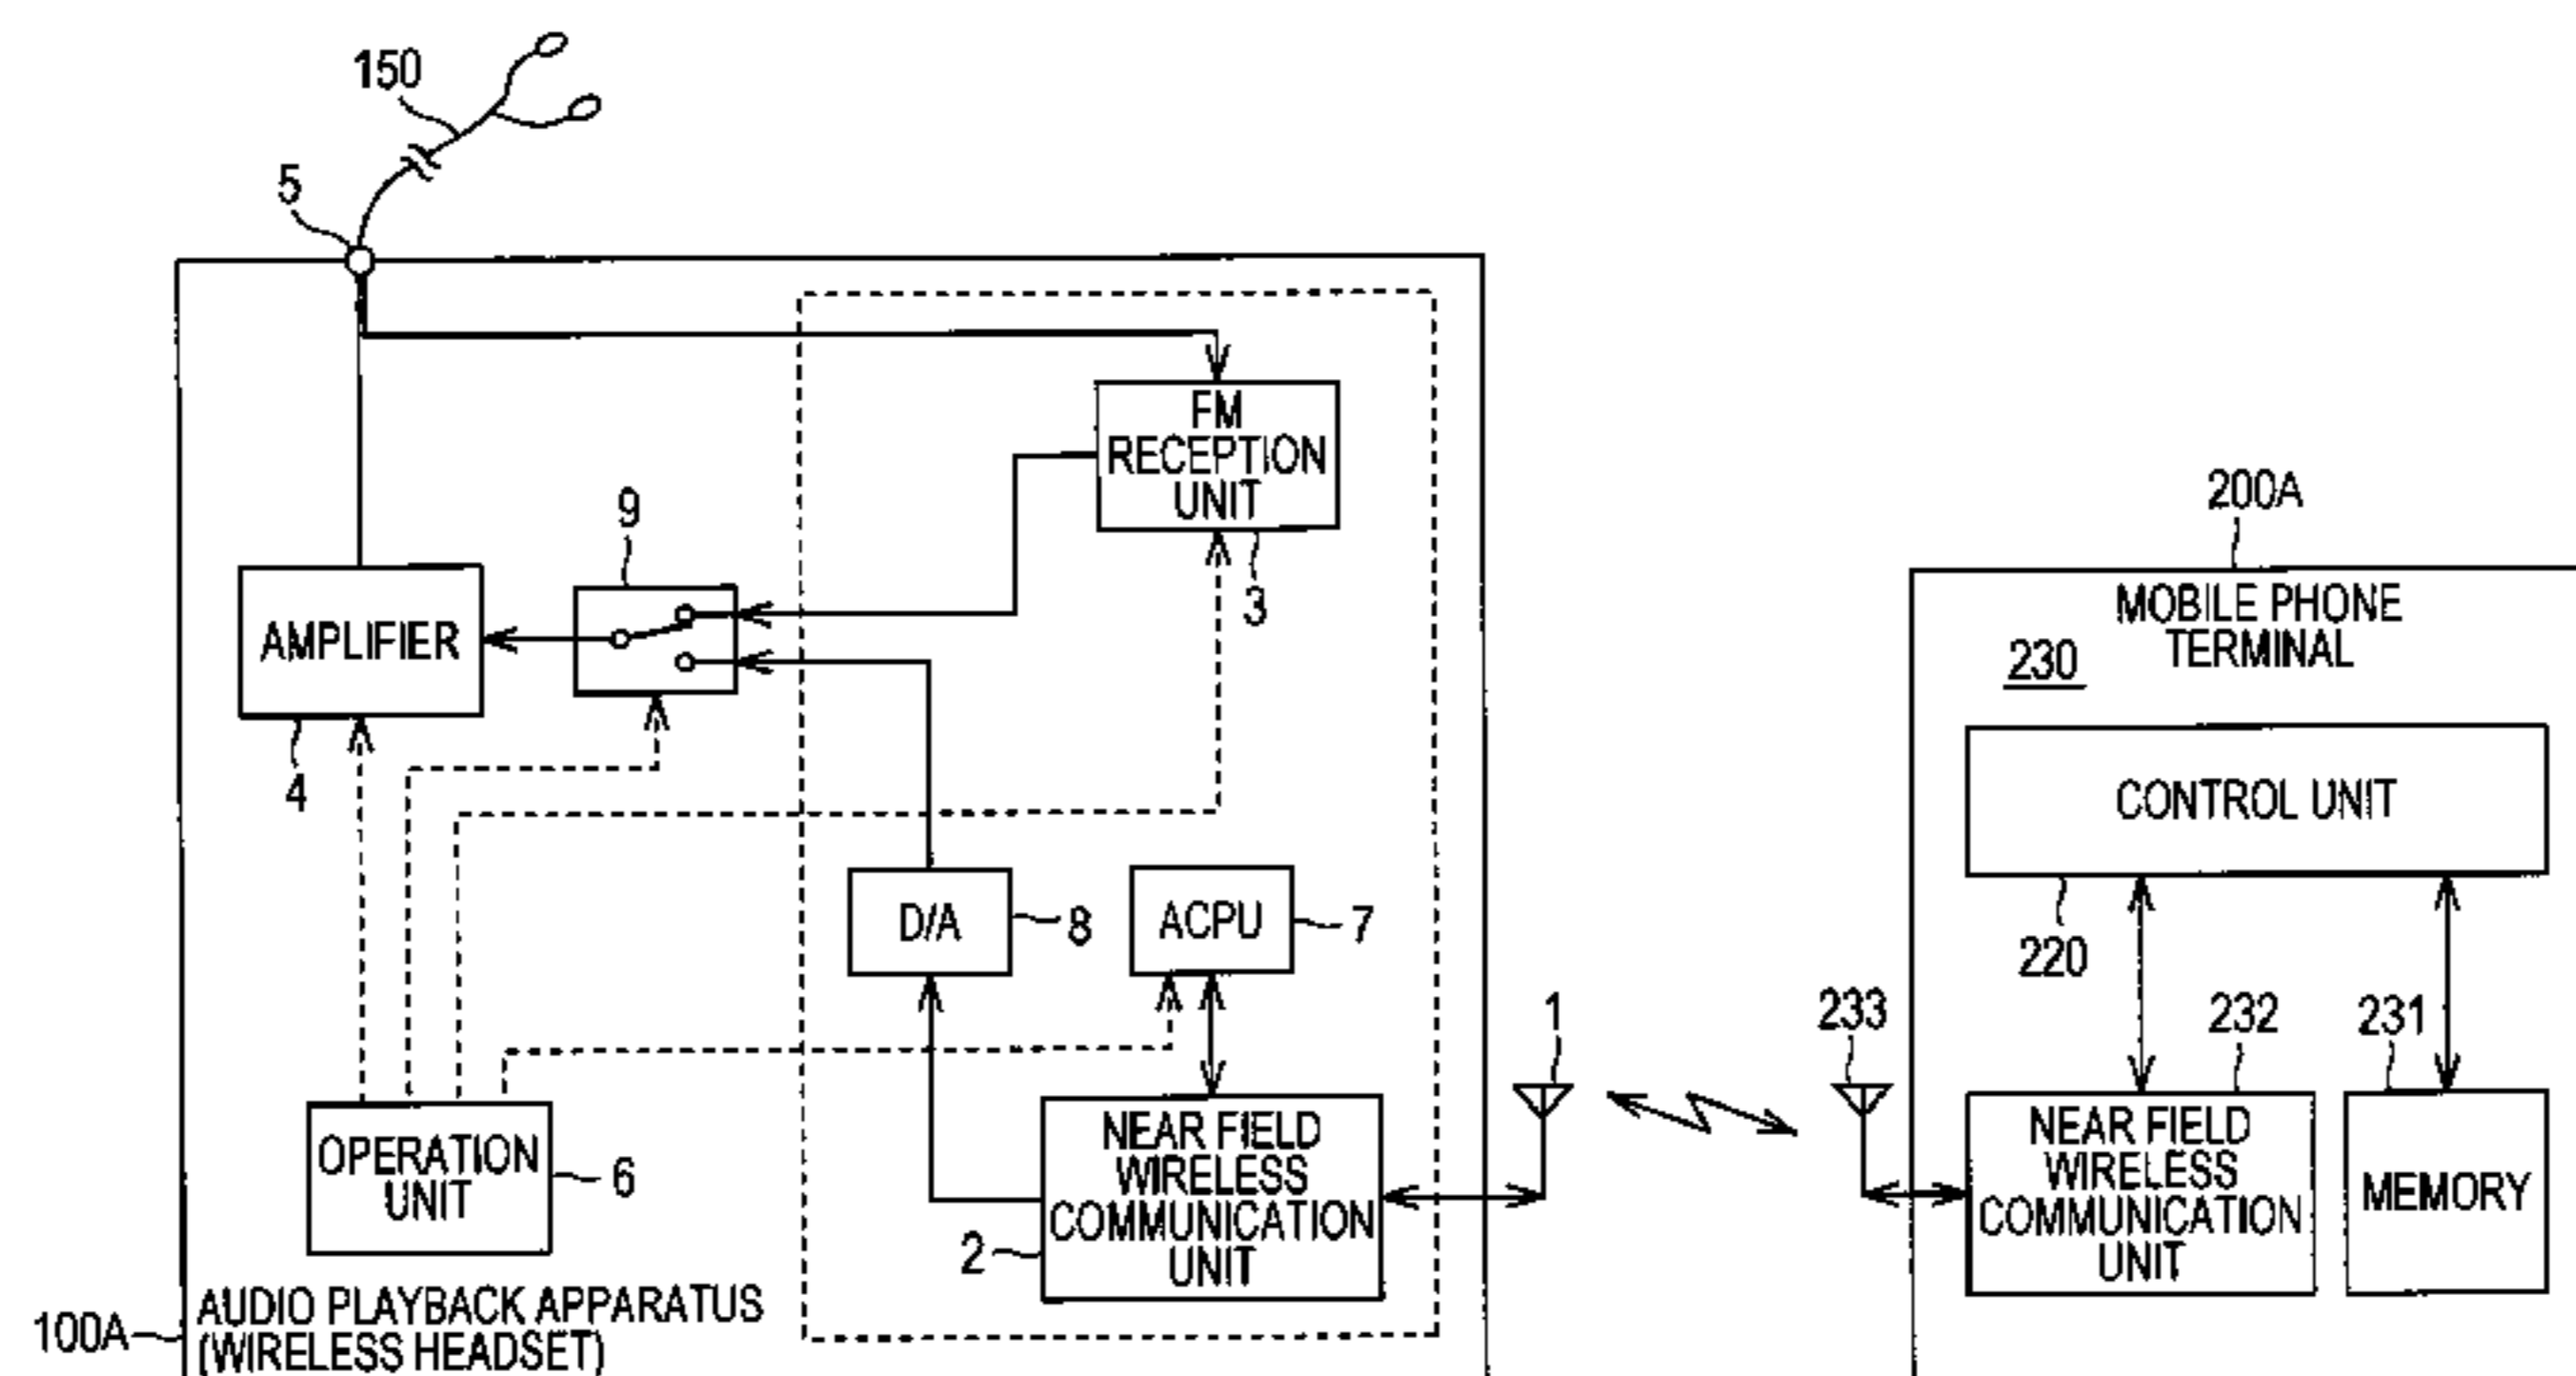 150
5
FM
RECEPTION
UNIT
3
9
AMPLIFIER
4
200A
MOBILE PHONE
TERMINAL
230
CONTROL UNIT
220
D/A
8
ACPU
7
1
233
232
231
OPERATION
UNIT
6
NEAR FIELD
WIRELESS
COMMUNICATION
UNIT
2
NEAR FIELD
WIRELESS
COMMUNICATION
UNIT
MEMORY
100A
AUDIO PLAYBACK APPARATUS
(WIRELESS HEADSET)